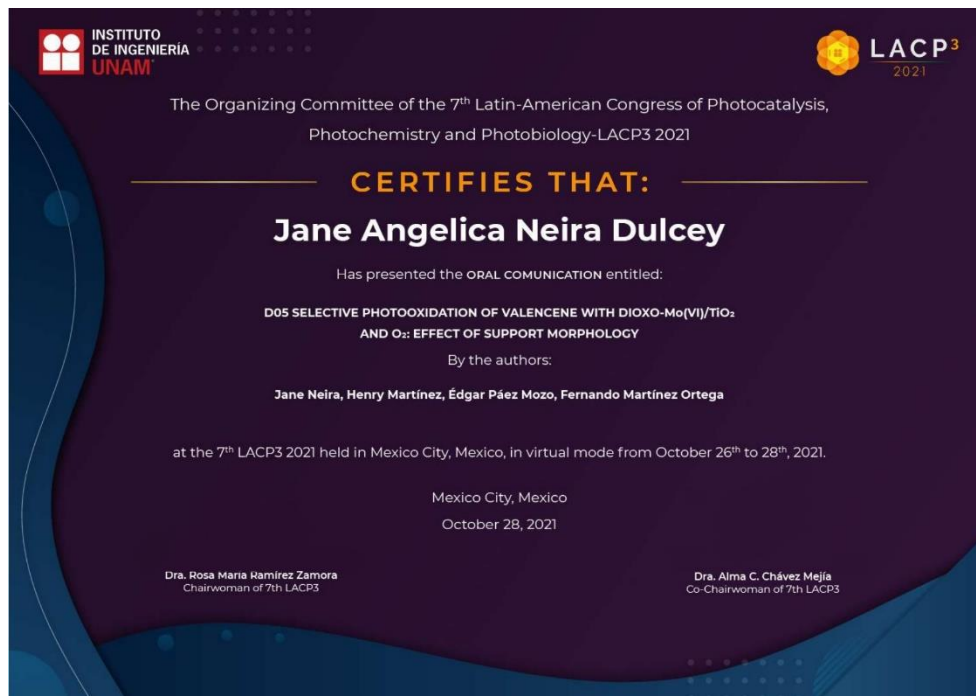 INSTITUTO
DE INGENIERÍA
UNAM
LACP³
2021
The Organizing Committee of the 7th Latin-American Congress of Photocatalysis,
Photochemistry and Photobiology-LACP3 2021
CERTIFIES THAT:
Jane Angelica Neira Dulcey
Has presented the ORAL COMUNICATION entitled:
D05 SELECTIVE PHOTOOXIDATION OF VALENCENE WITH DIOXO-Mo(VI)/TiO₂
AND O₂: EFFECT OF SUPPORT MORPHOLOGY
By the authors:
Jane Neira, Henry Martínez, Édgar Páez Mozo, Fernando Martínez Ortega
at the 7th LACP3 2021 held in Mexico City, Mexico, in virtual mode from October 26th to 28th, 2021.
Mexico City, Mexico
October 28, 2021
Dra. Rosa María Ramírez Zamora
Chairwoman of 7th LACP3
Dra. Alma C. Chávez Mejía
Co-Chairwoman of 7th LACP3